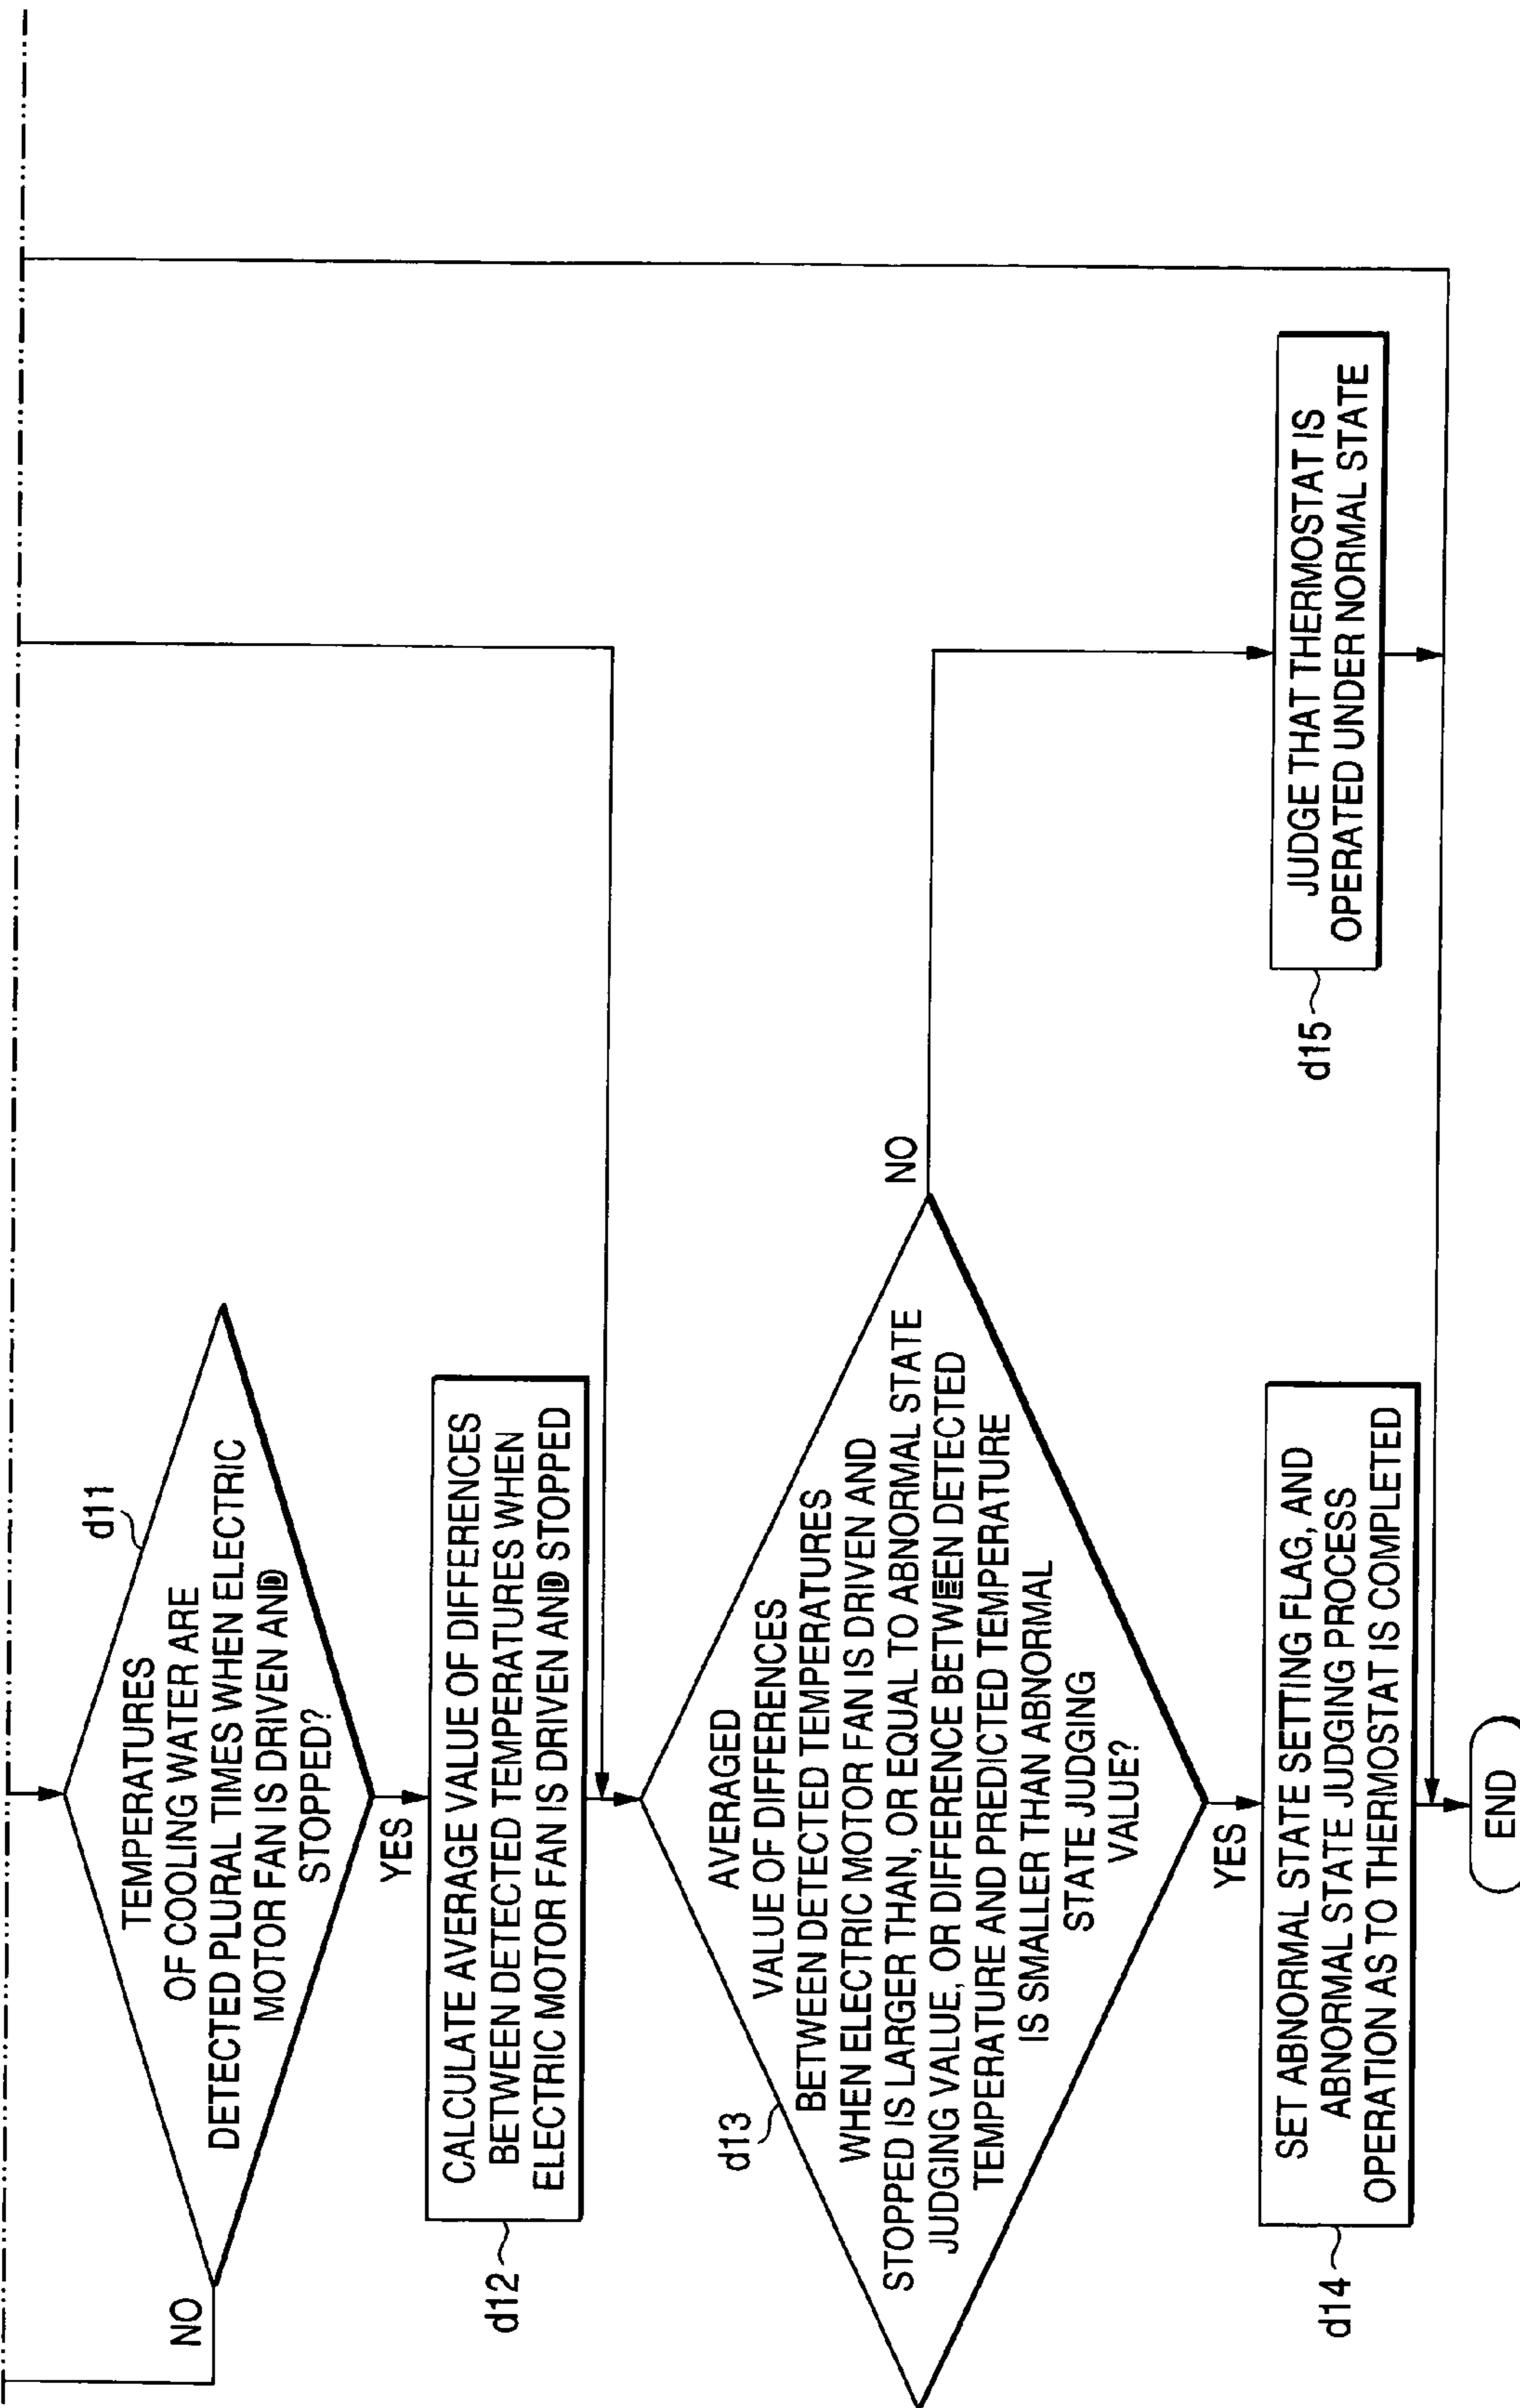 d11
TEMPERATURES
OF COOLING WATER ARE
DETECTED PLURAL TIMES WHEN ELECTRIC
MOTOR FAN IS DRIVEN AND
STOPPED?
NO
YES
d12
CALCULATE AVERAGE VALUE OF DIFFERENCES
BETWEEN DETECTED TEMPERATURES WHEN
ELECTRIC MOTOR FAN IS DRIVEN AND STOPPED
d13
AVERAGED
VALUE OF DIFFERENCES
BETWEEN DETECTED TEMPERATURES
WHEN ELECTRIC MOTOR FAN IS DRIVEN AND
STOPPED IS LARGER THAN, OR EQUAL TO ABNORMAL STATE
JUDGING VALUE, OR DIFFERENCE BETWEEN DETECTED
TEMPERATURE AND PREDICTED TEMPERATURE
IS SMALLER THAN ABNORMAL
STATE JUDGING
VALUE?
NO
YES
d14
SET ABNORMAL STATE SETTING FLAG, AND
ABNORMAL STATE JUDGING PROCESS
OPERATION AS TO THERMOSTAT IS COMPLETED
d15
JUDGE THAT THERMOSTAT IS
OPERATED UNDER NORMAL STATE
END